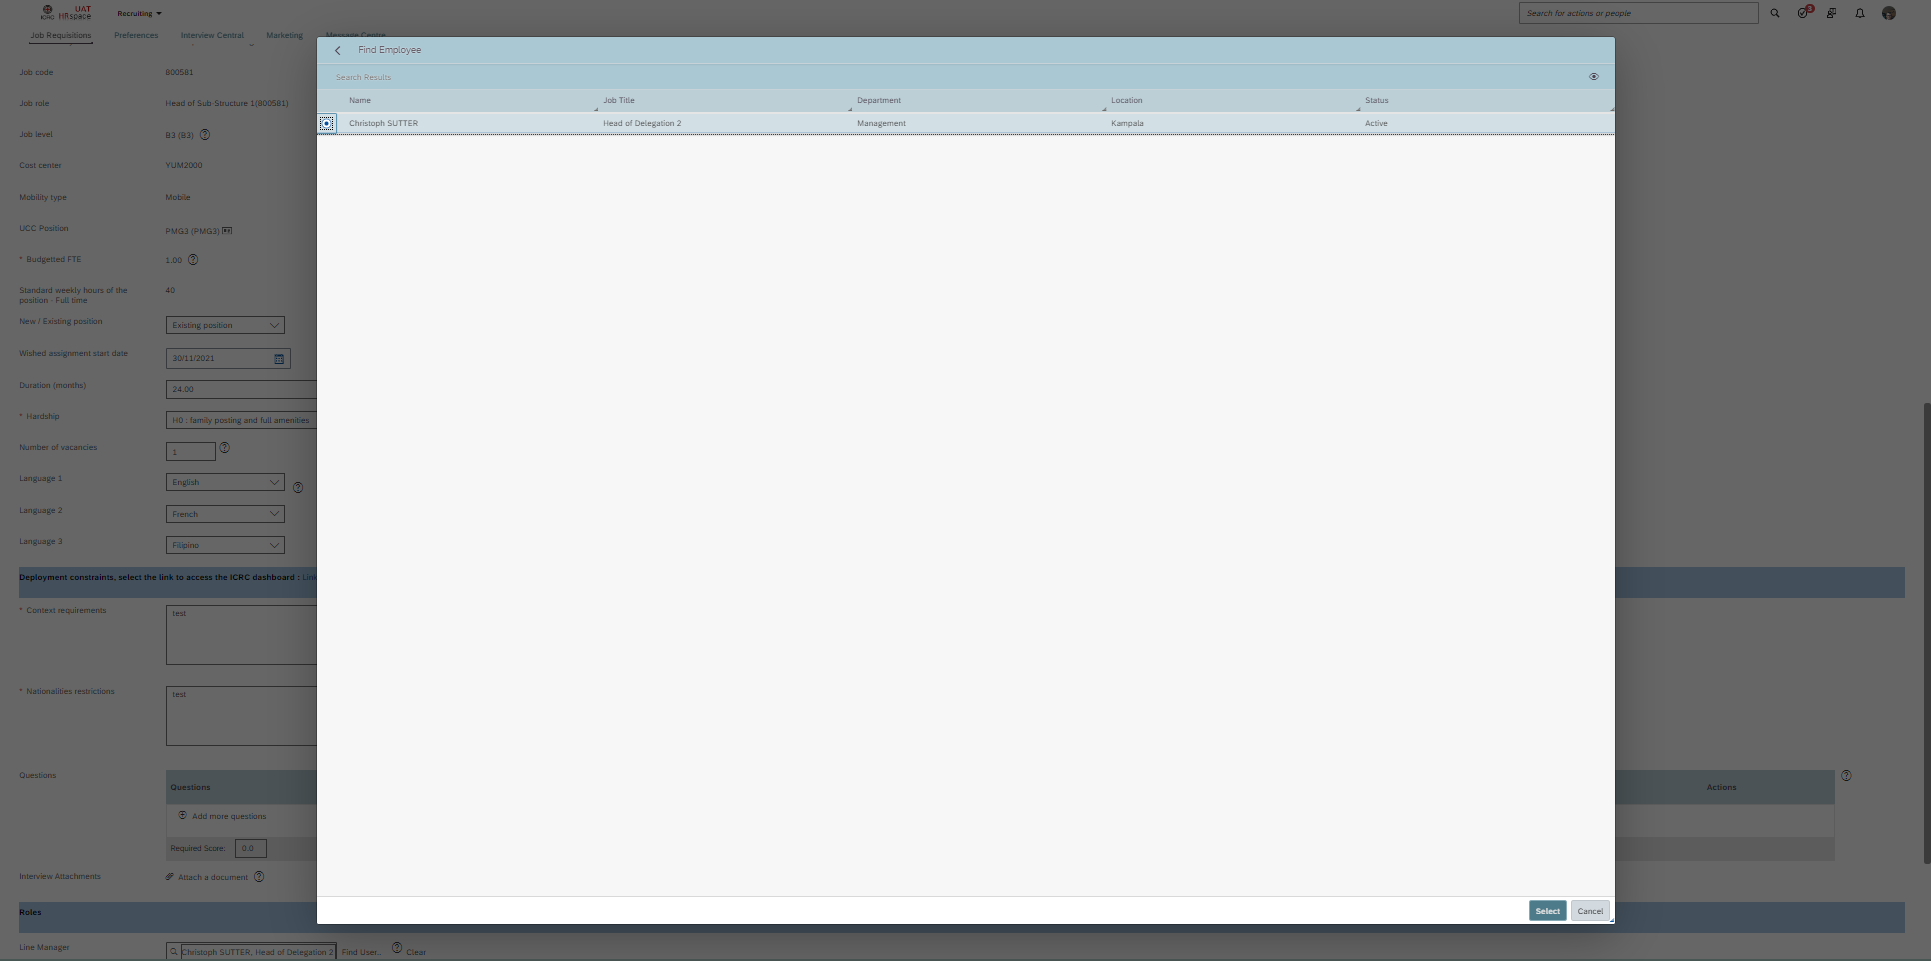 ICRC UAT HRspace Recruiting Search for actions or people 3
Job Requisitions Preferences Interview Central Marketing Message Centre
Find Employee
Search Results
Name Job Title Department Location Status
Christoph SUTTER Head of Delegation 2 Management Kampala Active
Job code 800581
Job role Head of Sub-Structure 1(800581)
Job level B3 (B3)
Cost center YUM2000
Mobility type Mobile
UCC Position PMG3 (PMG3)
* Budgetted FTE 1.00
Standard weekly hours of the position - Full time 40
New / Existing position Existing position
Wished assignment start date 30/11/2021
Duration (months) 24.00
* Hardship H0 : family posting and full amenities
Number of vacancies 1
Language 1 English
Language 2 French
Language 3 Filipino
Deployment constraints, select the link to access the ICRC dashboard : Link
* Context requirements test
* Nationalities restrictions test
Questions Questions Actions
Add more questions
Required Score: 0.0
Interview Attachments Attach a document
Roles
Select Cancel
Line Manager Christoph SUTTER, Head of Delegation 2 Find User... Clear